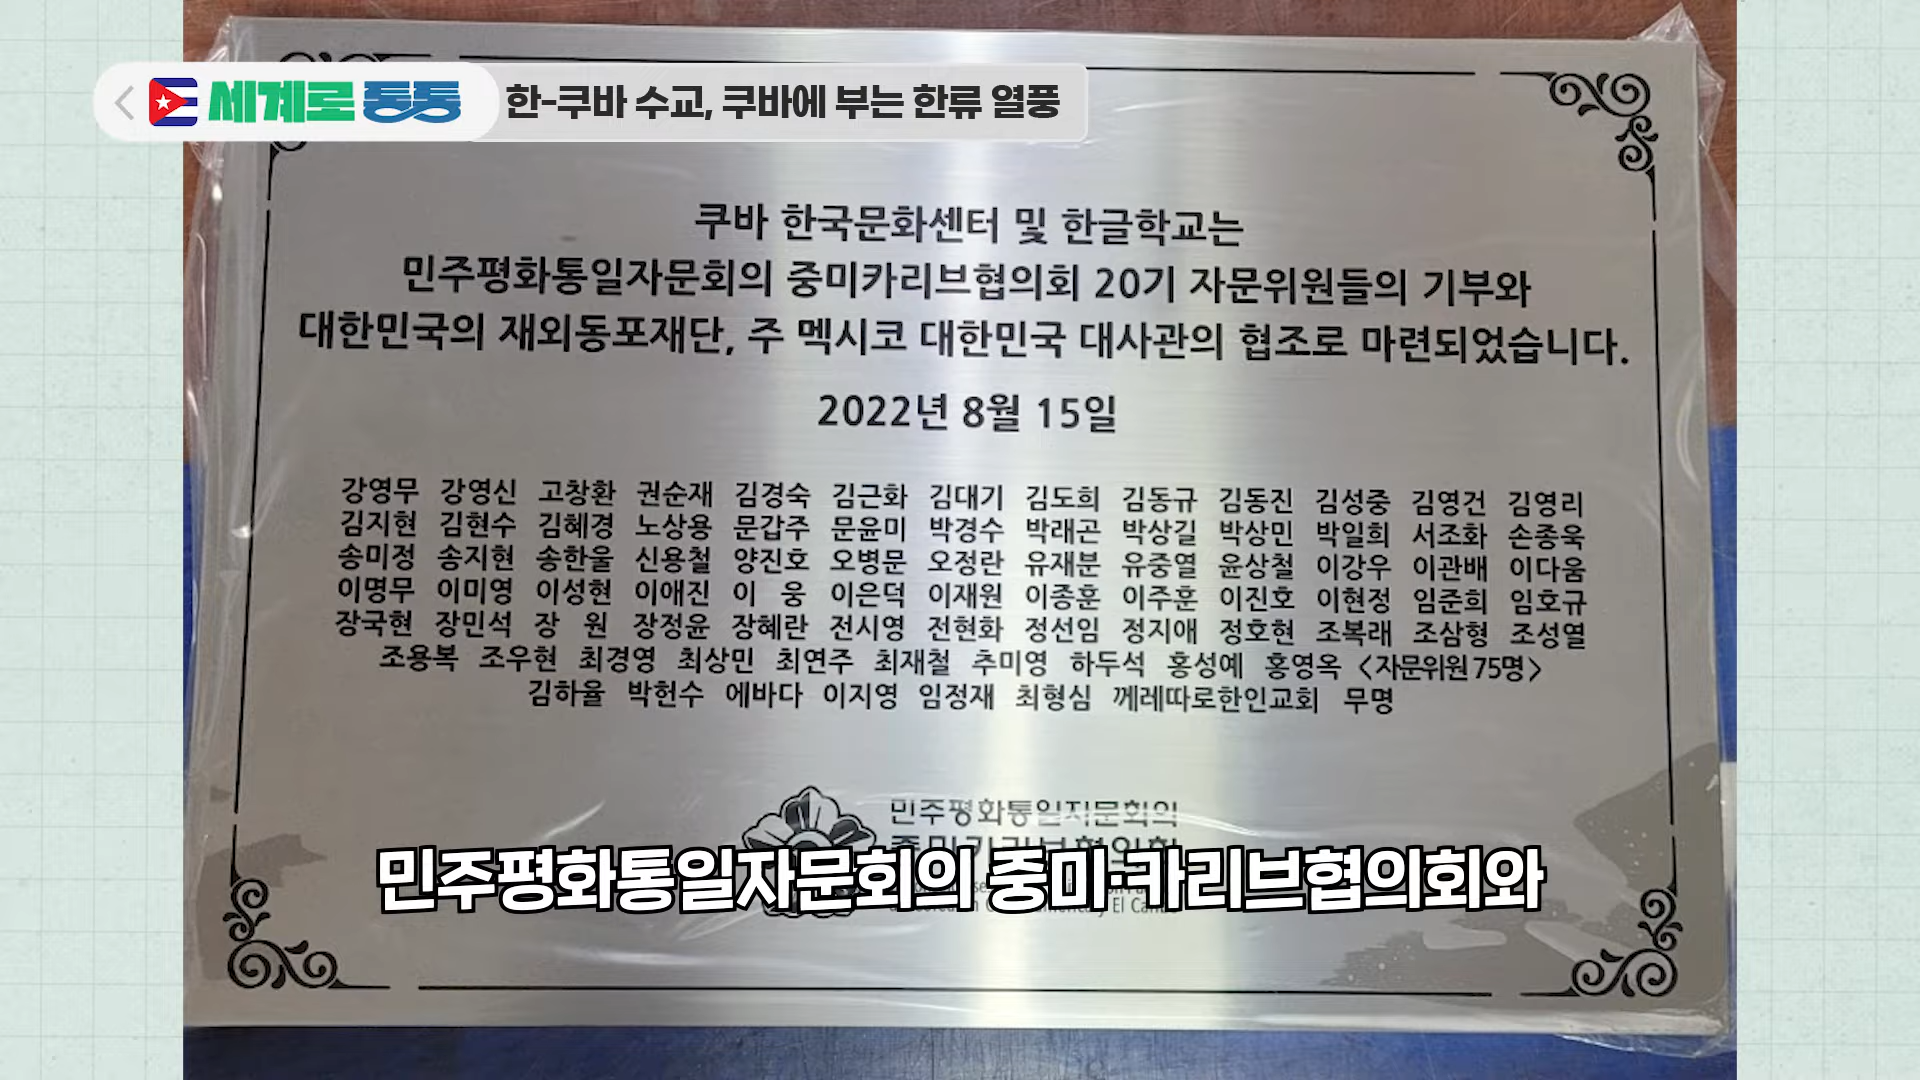 세계로 통통 한-쿠바 수교, 쿠바에 부는 한류 열풍
쿠바 한국문화센터 및 한글학교는
민주평화통일자문회의 중미카리브협의회 20기 자문위원들의 기부와
대한민국의 재외동포재단, 주 멕시코 대한민국 대사관의 협조로 마련되었습니다.
2022년 8월 15일
강영무 강영신 고창환 권순재 김경숙 김근화 김대기 김도희 김동규 김동진 김성중 김영건 김영리
김지현 김현수 김혜경 노상용 문갑주 문윤미 박경수 박래곤 박상길 박상민 박일희 서조화 손종욱
송미정 송지현 송한울 신용철 양진호 오병문 오정란 유재분 유중열 윤상철 이강우 이관배 이다움
이명무 이미영 이성현 이애진 이 웅 이은덕 이재원 이종훈 이주훈 이진호 이현정 임준희 임호규
장국현 장민석 장 원 장정윤 장혜란 전시영 전현화 정선임 정지애 정호현 조복래 조삼형 조성열
조용복 조우현 최경영 최상민 최연주 최재철 추미영 하두석 홍성예 홍영옥 <자문위원 75명>
김하율 박헌수 에바다 이지영 임정재 최형심 께레따로한인교회 무명
민주평화통일자문회의
중미카리브협의회
민주평화통일자문회의 중미·카리브협의회와